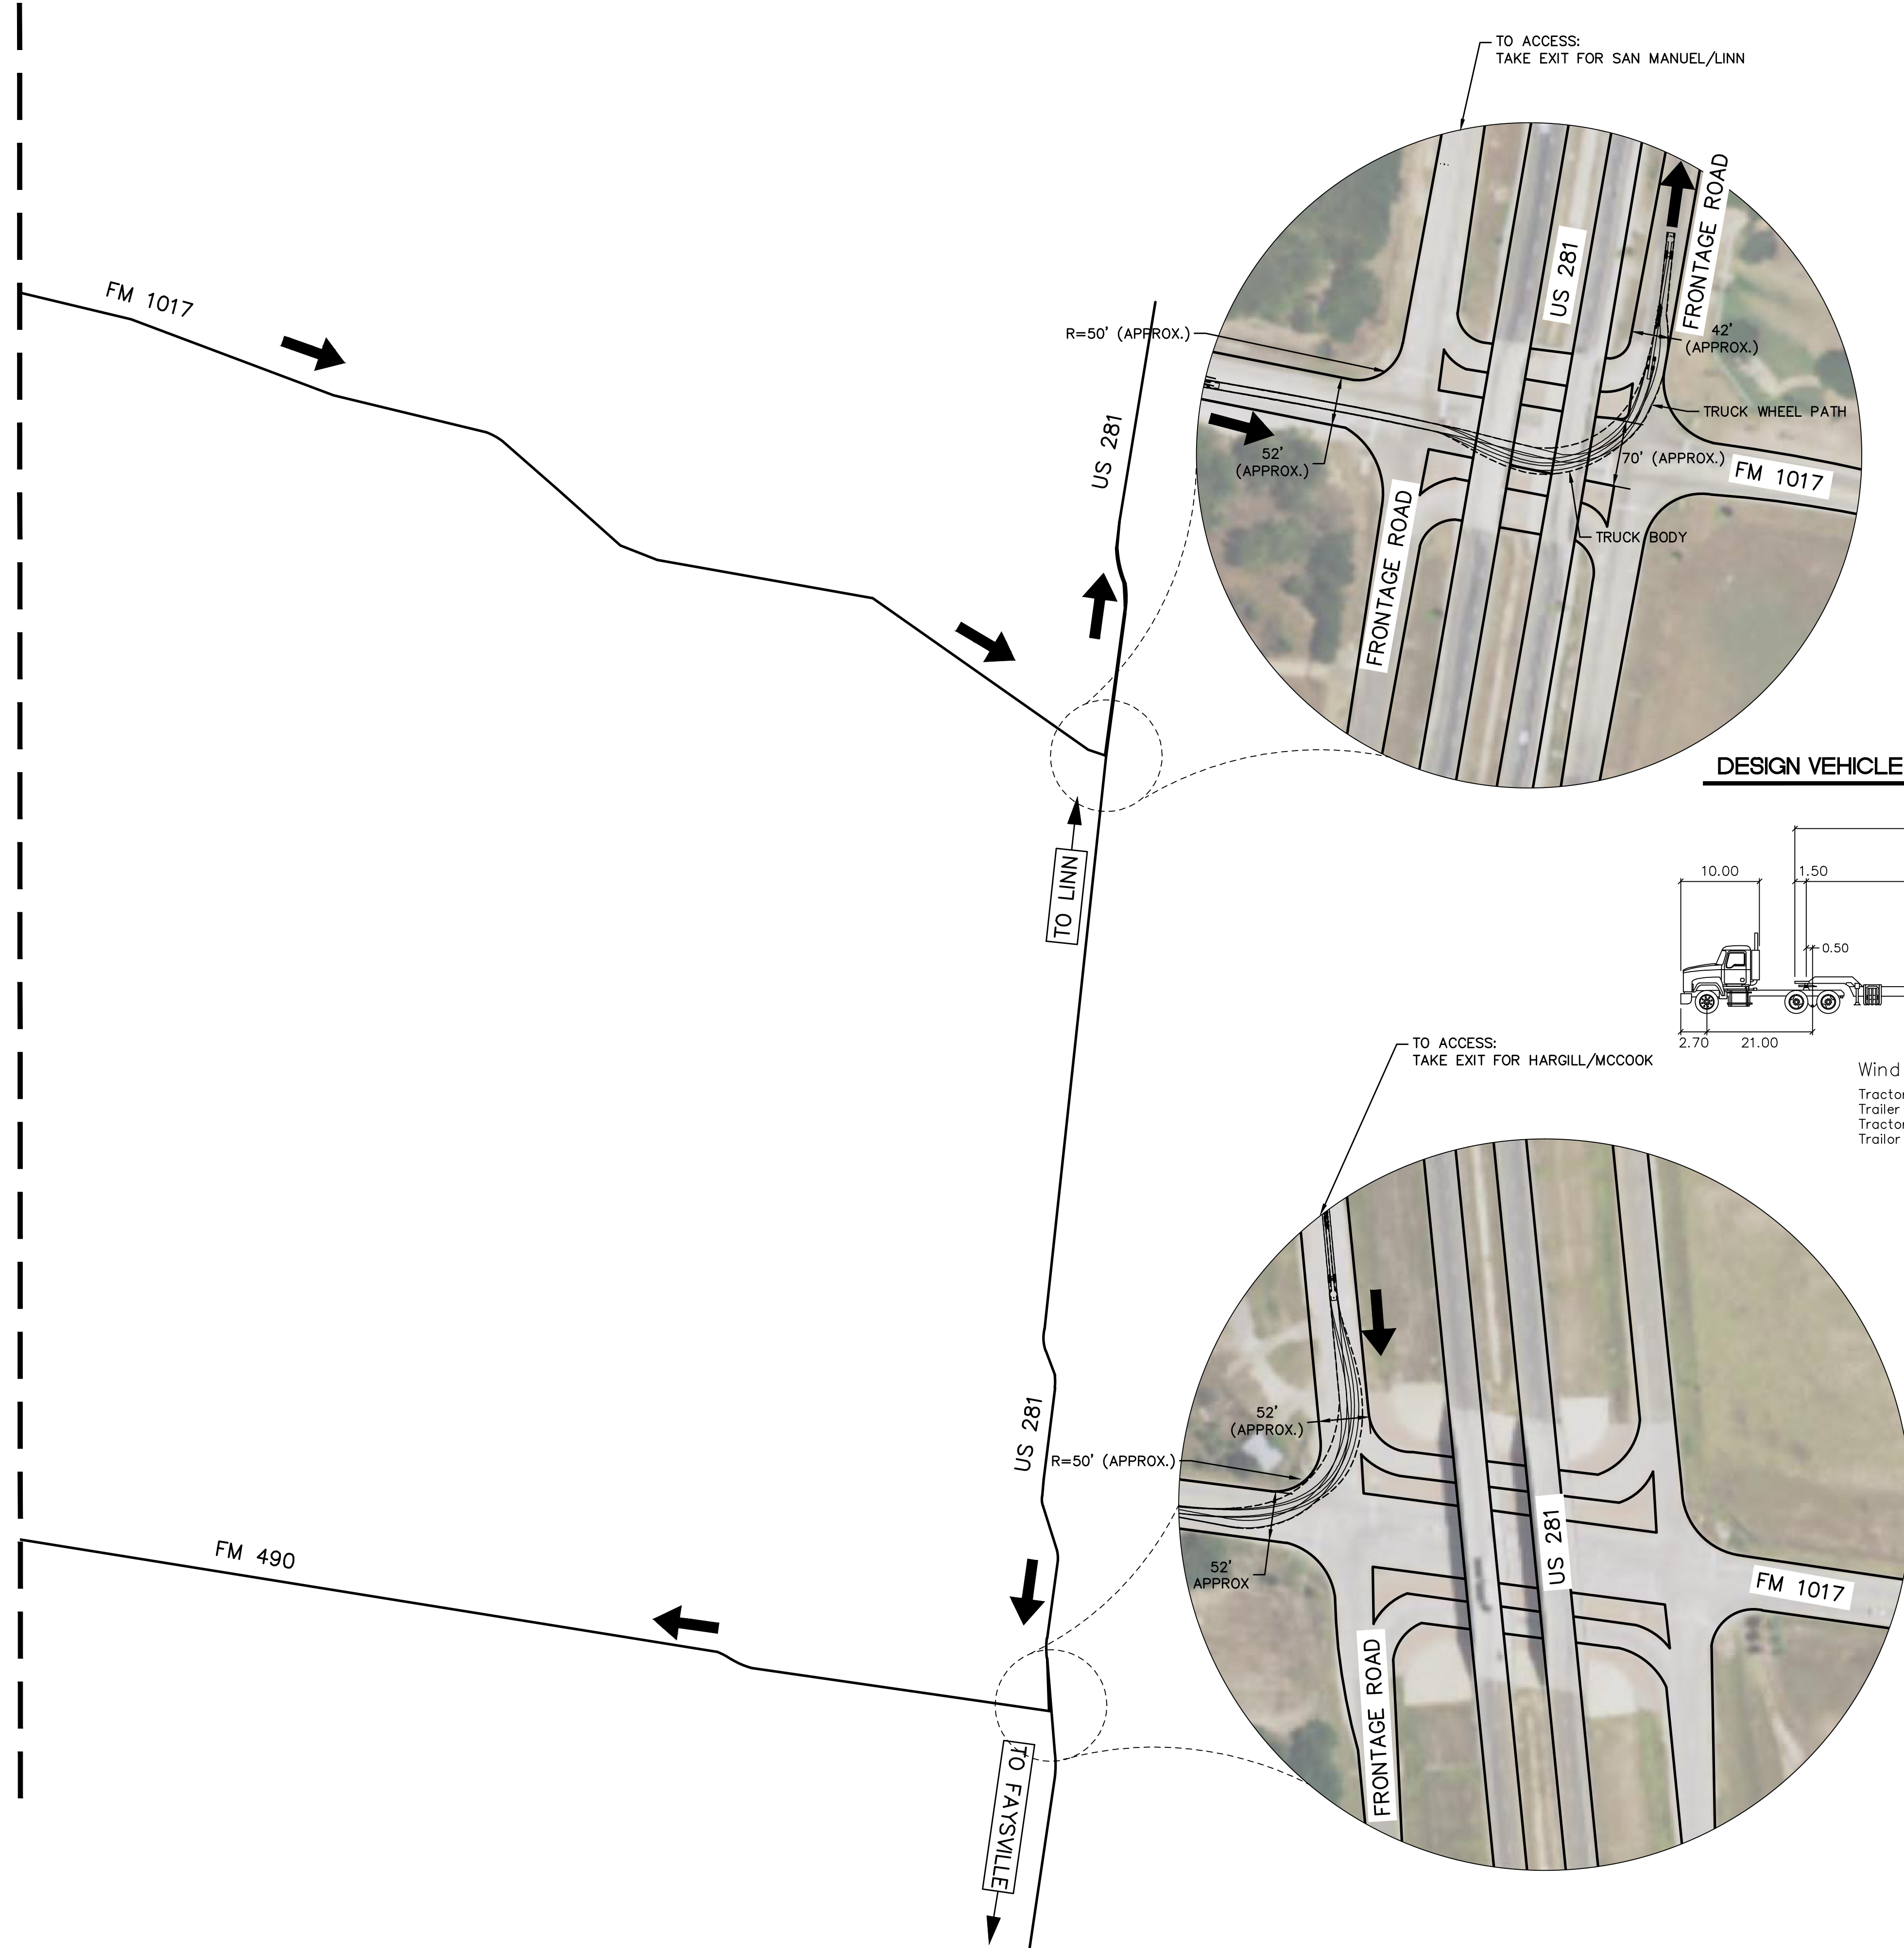 TO ACCESS:
TAKE EXIT FOR SAN MANUEL/LINN
FM 1017
US 281
R=50' (APPROX.)
US 281
FRONTAGE ROAD
42'
(APPROX.)
TRUCK WHEEL PATH
52'
(APPROX.)
70' (APPROX.)
FM 1017
TRUCK BODY
FRONTAGE ROAD
TO LINN
DESIGN VEHICLE
10.00
1.50
0.50
2.70
21.00
Wind
Tractor
Trailer
Tractor
Trailor
TO ACCESS:
TAKE EXIT FOR HARGILL/MCCOOK
US 281
52'
(APPROX.)
R=50' (APPROX.)
52'
APPROX
US 281
FM 1017
FRONTAGE ROAD
FM 490
TO FAYSVILLE